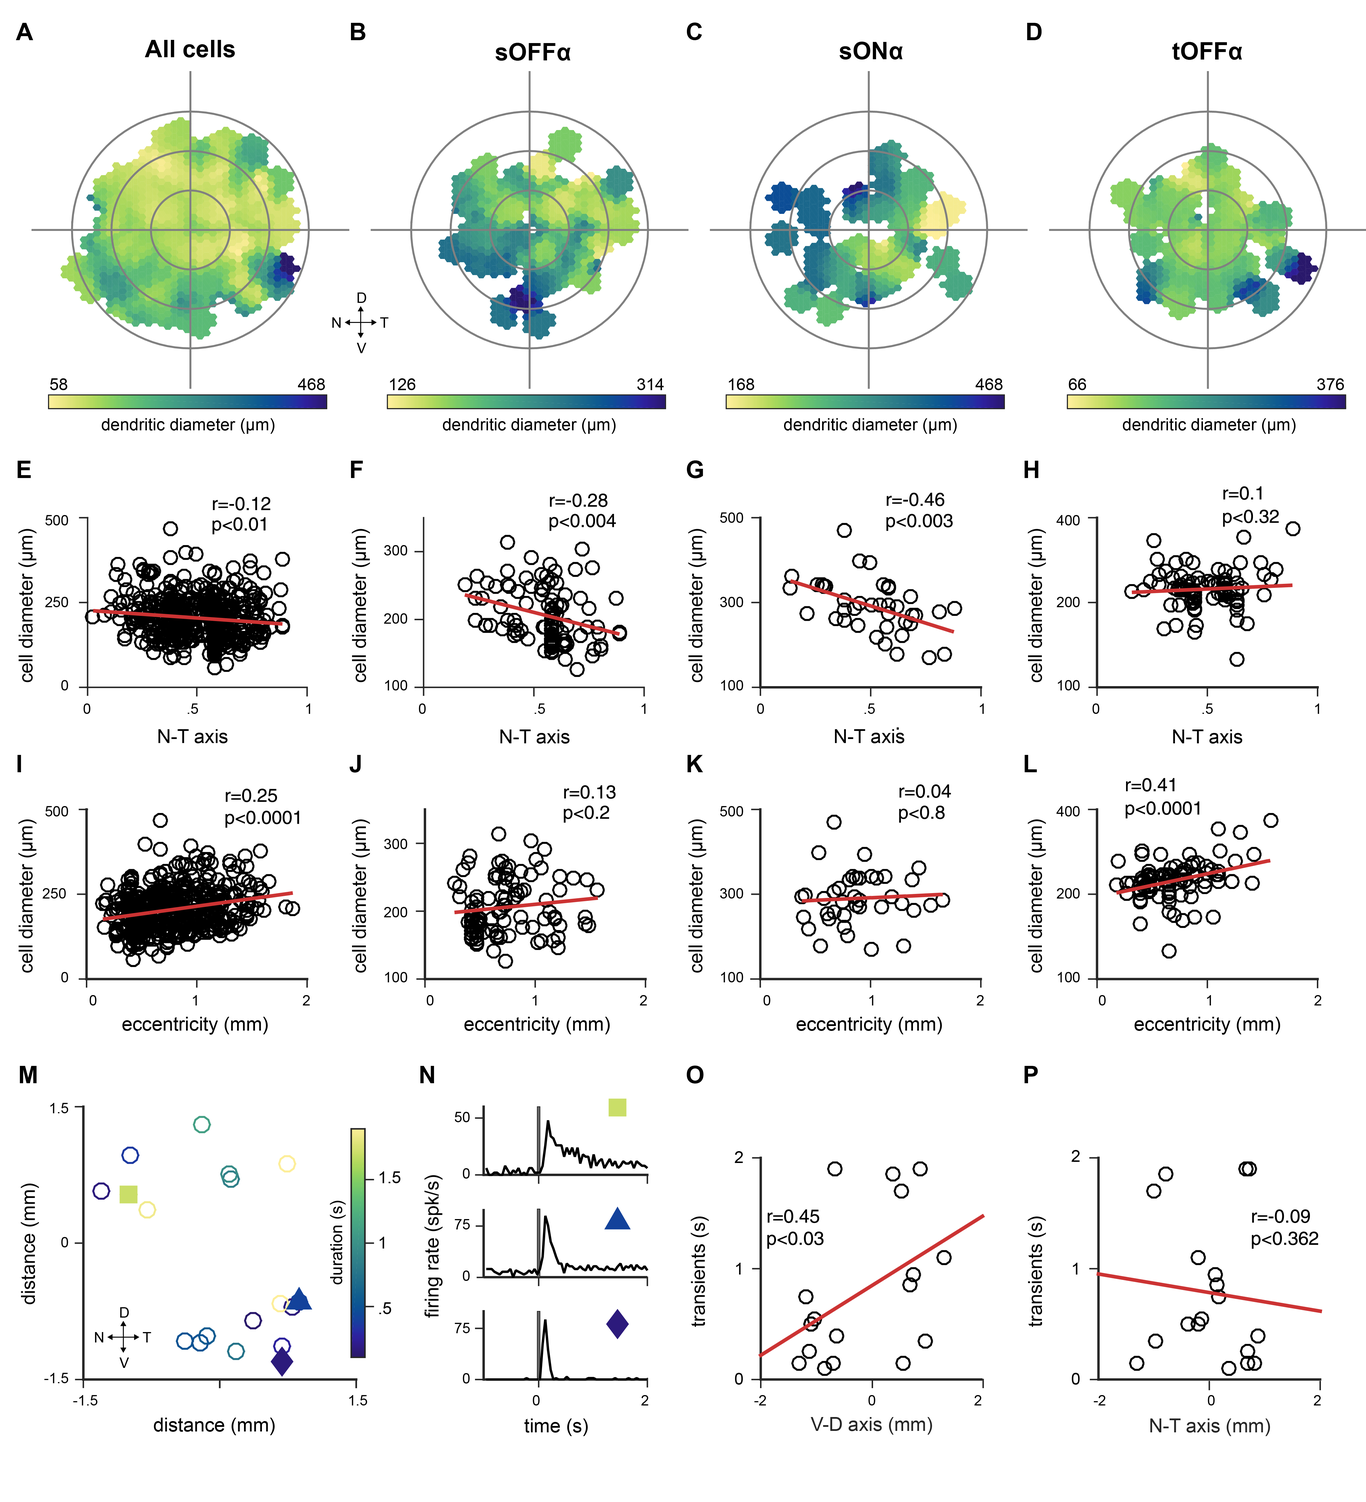 A
All cells
B
sOFFα
C
sONα
D
tOFFα
D
N T
V
58 468
dendritic diameter (µm)
126 314
dendritic diameter (µm)
168 468
dendritic diameter (µm)
66 376
dendritic diameter (µm)
E
r=-0.12
p<0.01
500
250
0
cell diameter (µm)
0 .5 1
N-T axis
F
r=-0.28
p<0.004
300
200
100
cell diameter (µm)
0 .5 1
N-T axis
G
r=-0.46
p<0.003
500
300
100
cell diameter (µm)
0 .5 1
N-T axis
H
r=0.1
p<0.32
400
200
100
cell diameter (µm)
0 .5 1
N-T axis
I
r=0.25
p<0.0001
500
250
0
cell diameter (µm)
0 1 2
eccentricity (mm)
J
r=0.13
p<0.2
300
200
100
cell diameter (µm)
0 1 2
eccentricity (mm)
K
r=0.04
p<0.8
500
300
100
cell diameter (µm)
0 1 2
eccentricity (mm)
L
r=0.41
p<0.0001
400
200
100
cell diameter (µm)
0 1 2
eccentricity (mm)
M
1.5
0
-1.5
distance (mm)
D
N T
V
-1.5 1.5
distance (mm)
1.5
1
.5
duration (s)
N
50
0
75
0
75
0
firing rate (spk/s)
0 2
time (s)
O
2
1
0
transients (s)
r=0.45
p<0.03
-2 0 2
V-D axis (mm)
P
2
1
0
transients (s)
r=-0.09
p<0.362
-2 0 2
N-T axis (mm)